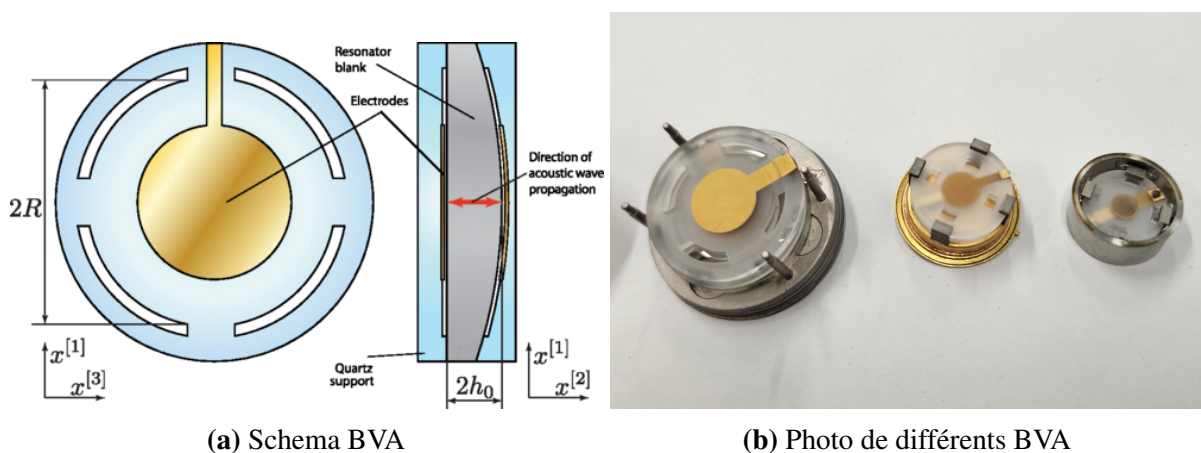 Resonator
blank
Electrodes
Direction of
acoustic wave
propagation
2R
x^[1]
x^[3]
Quartz
support
2h₀
x^[1]
x^[2]
(a) Schema BVA
(b) Photo de différents BVA